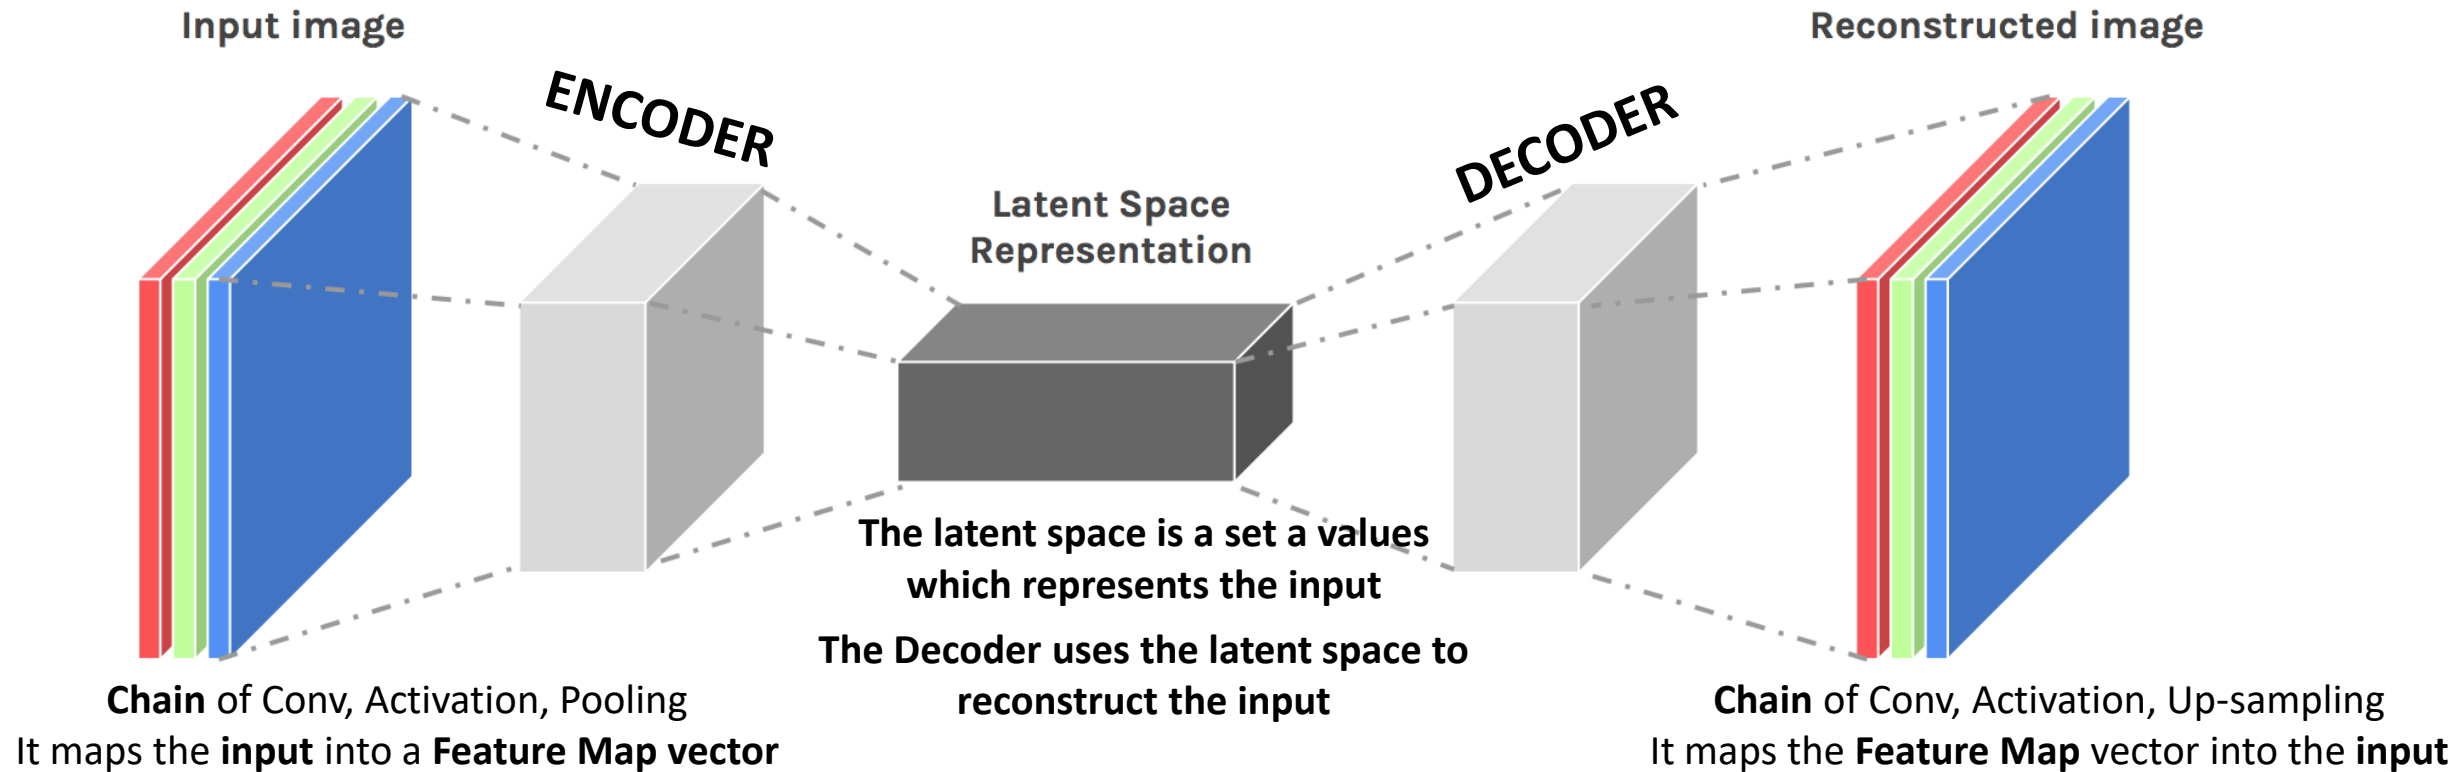 Input image
Reconstructed image
ENCODER
DECODER
Latent Space
Representation
The latent space is a set a values
which represents the input
The Decoder uses the latent space to
reconstruct the input
Chain of Conv, Activation, Pooling
It maps the input into a Feature Map vector
Chain of Conv, Activation, Up-sampling
It maps the Feature Map vector into the input